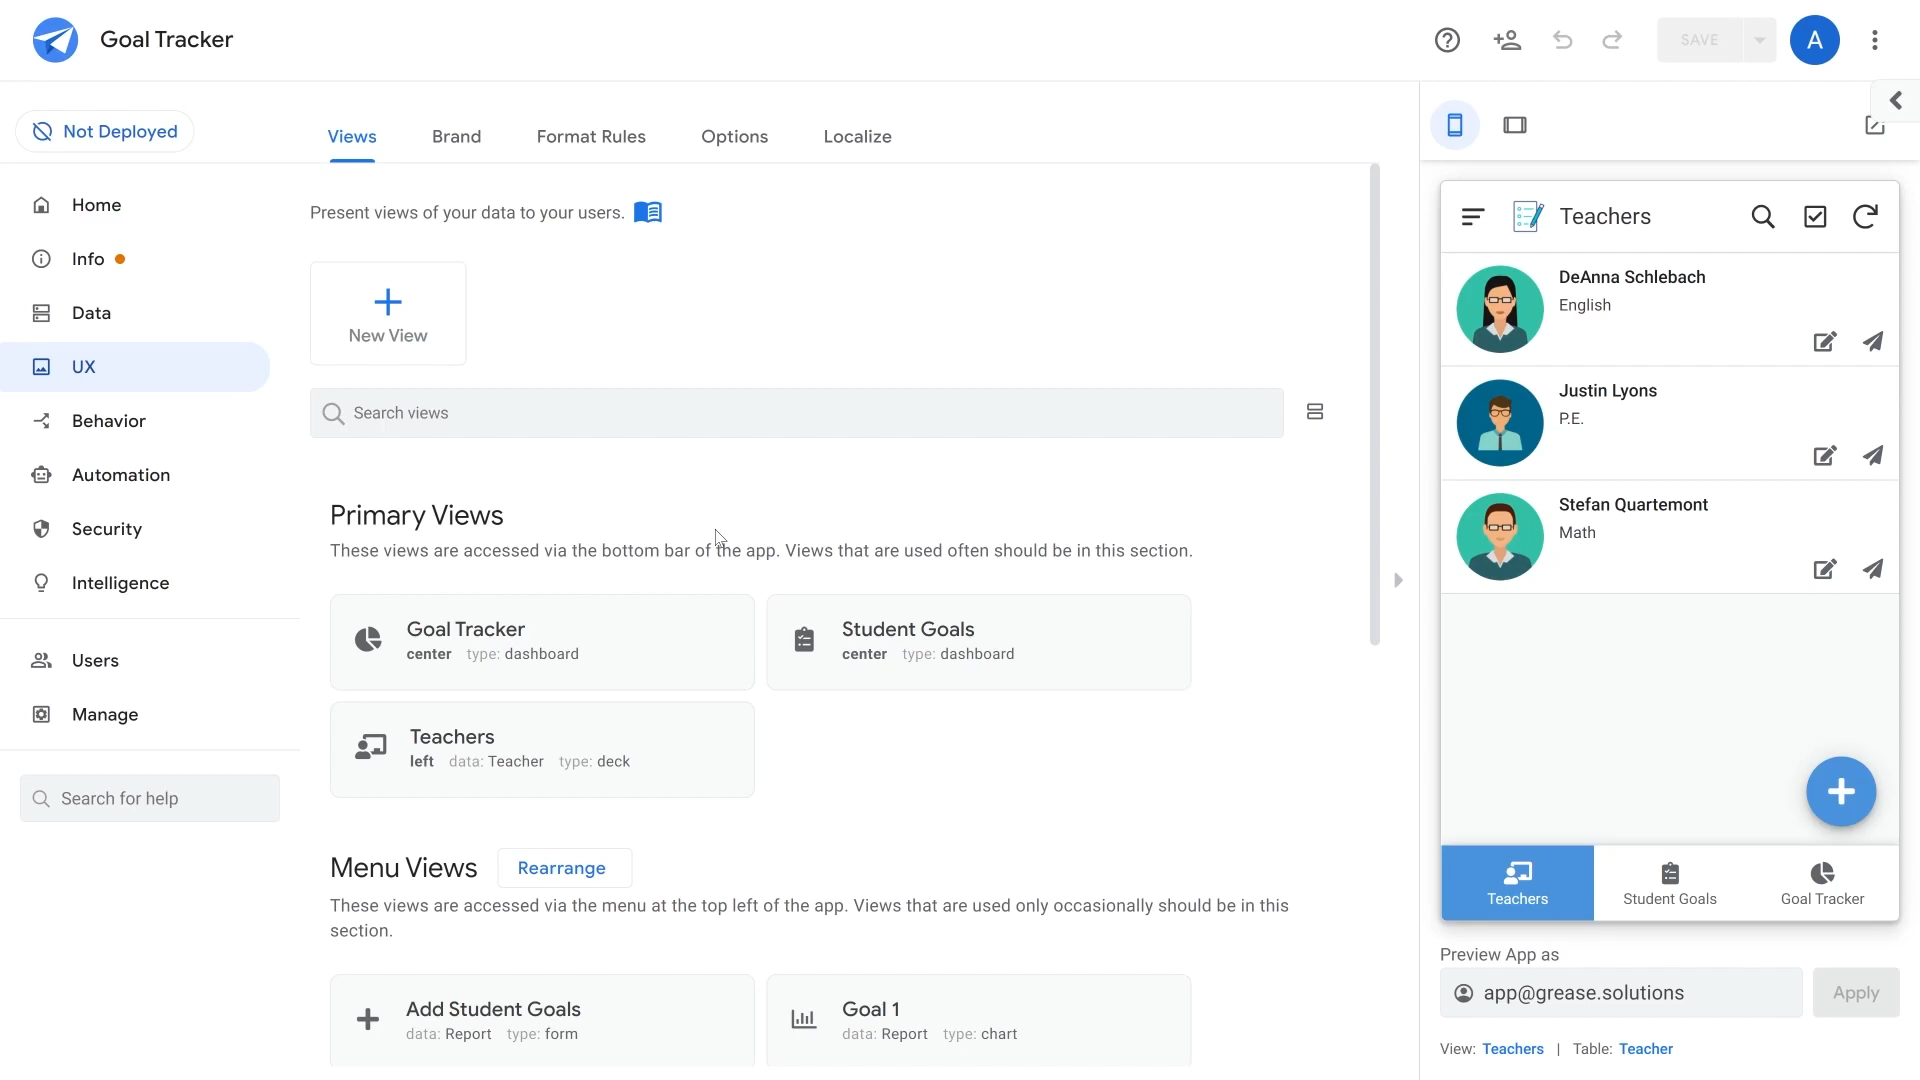 Goal Tracker
SAVE
A
Not Deployed
Views
Brand
Format Rules
Options
Localize
Home
Info
Data
UX
Behavior
Automation
Security
Intelligence
Users
Manage
Search for help
Present views of your data to your users.
New View
Search views
Primary Views
These views are accessed via the bottom bar of the app. Views that are used often should be in this section.
Goal Tracker
center type: dashboard
Student Goals
center type: dashboard
Teachers
left data: Teacher type: deck
Menu Views
Rearrange
These views are accessed via the menu at the top left of the app. Views that are used only occasionally should be in this
section.
Add Student Goals
data: Report type: form
Goal 1
data: Report type: chart
Teachers
DeAnna Schlebach
English
Justin Lyons
P.E.
Stefan Quartemont
Math
Teachers
Student Goals
Goal Tracker
Preview App as
app@grease.solutions
Apply
View: Teachers | Table: Teacher